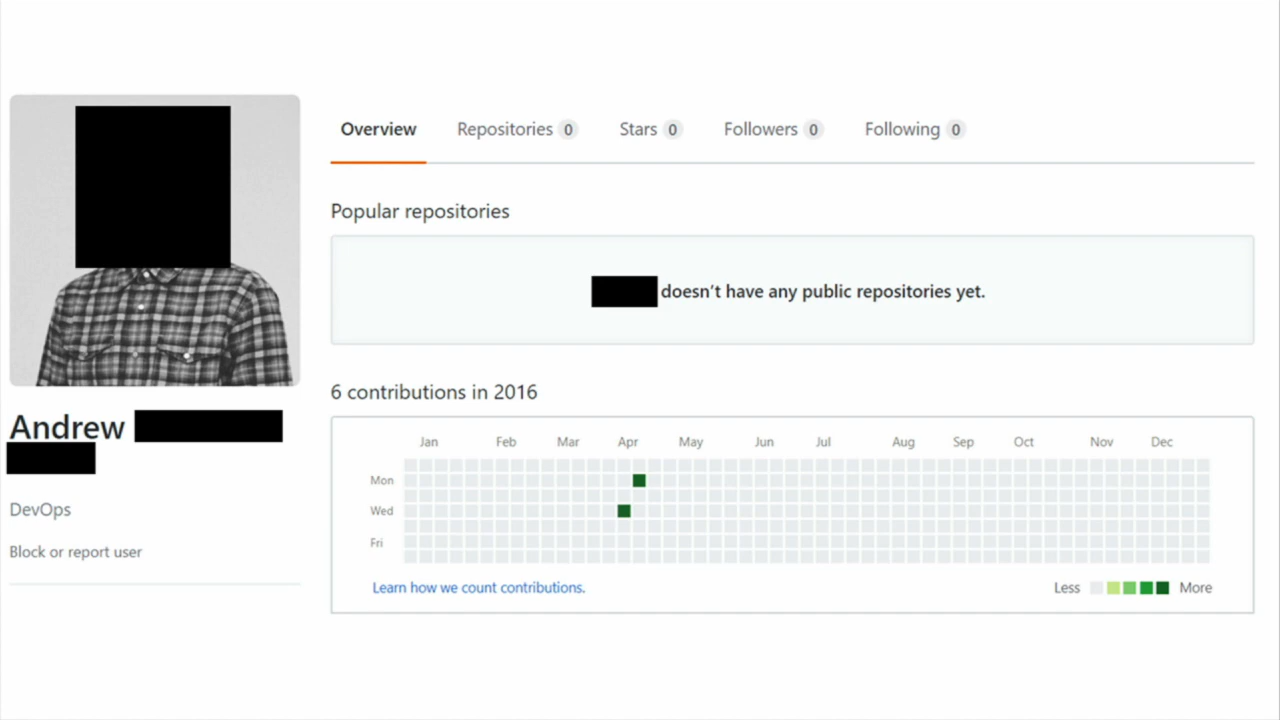 Overview Repositories 0 Stars 0 Followers 0 Following 0
Popular repositories
doesn't have any public repositories yet.
Andrew
DevOps
Block or report user
6 contributions in 2016
Jan Feb Mar Apr May Jun Jul Aug Sep Oct Nov Dec
Mon
Wed
Fri
Learn how we count contributions.
Less More